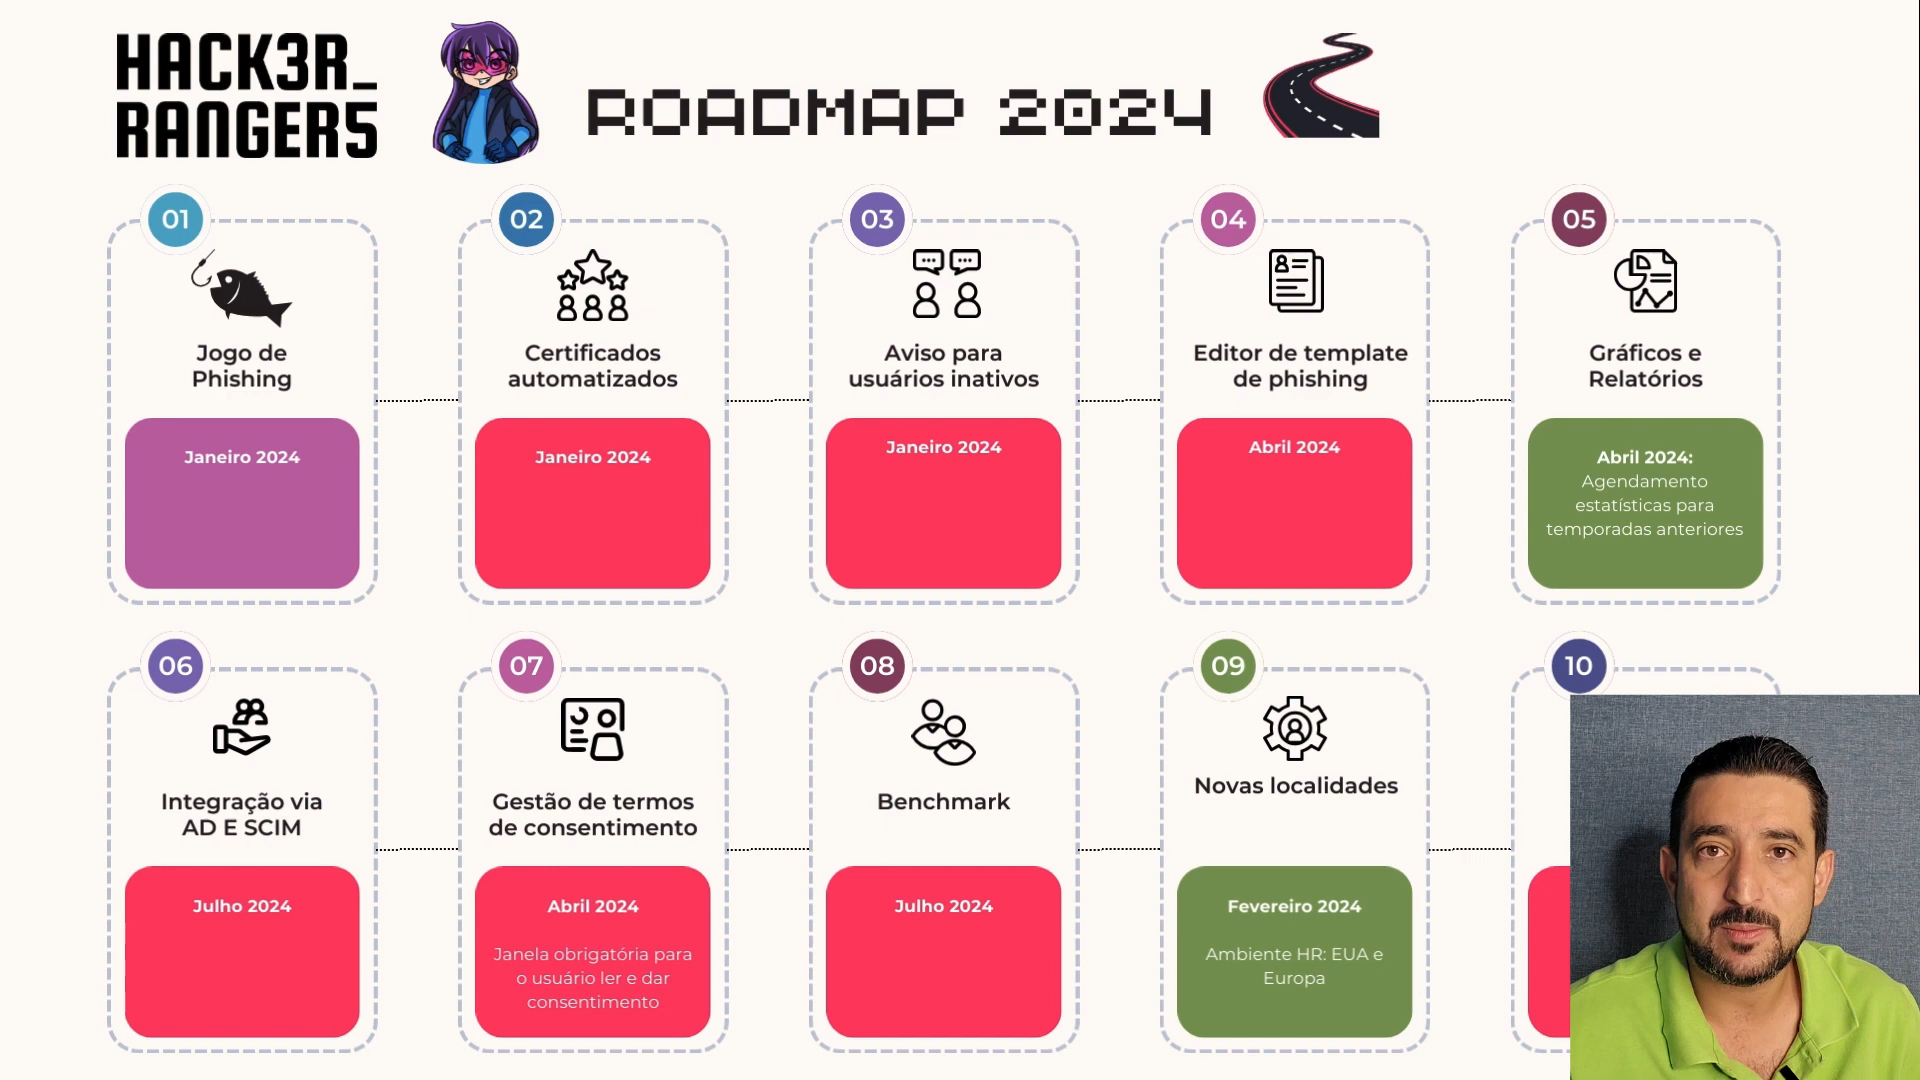 HACK3R_
RANGER5
ROADMAP 2024
01
Jogo de
Phishing
Janeiro 2024
02
Certificados
automatizados
Janeiro 2024
03
Aviso para
usuários inativos
Janeiro 2024
04
Editor de template
de phishing
Abril 2024
05
Gráficos e
Relatórios
Abril 2024:
Agendamento
estatísticas para
temporadas anteriores
06
Integração via
AD E SCIM
Julho 2024
07
Gestão de termos
de consentimento
Abril 2024
Janela obrigatória para
o usuário ler e dar
consentimento
08
Benchmark
Julho 2024
09
Novas localidades
Fevereiro 2024
Ambiente HR: EUA e
Europa
10